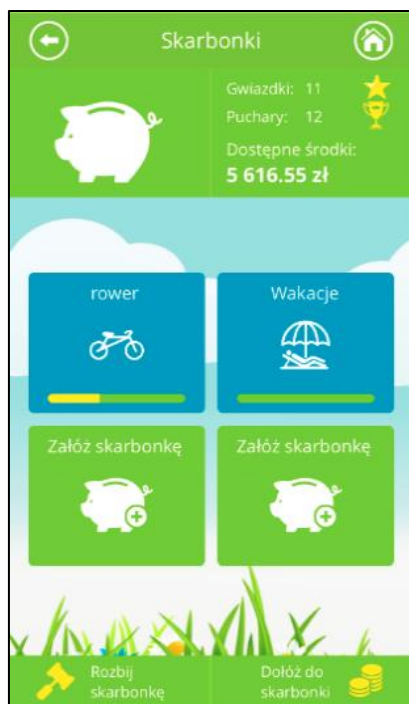 Skarbonki
Gwiazdki: 11
Puchary: 12
Dostępne środki:
5 616.55 zł
rower
Wakacje
Załóż skarbonkę
Załóż skarbonkę
Rozbij
skarbonkę
Dołóż do
skarbonki